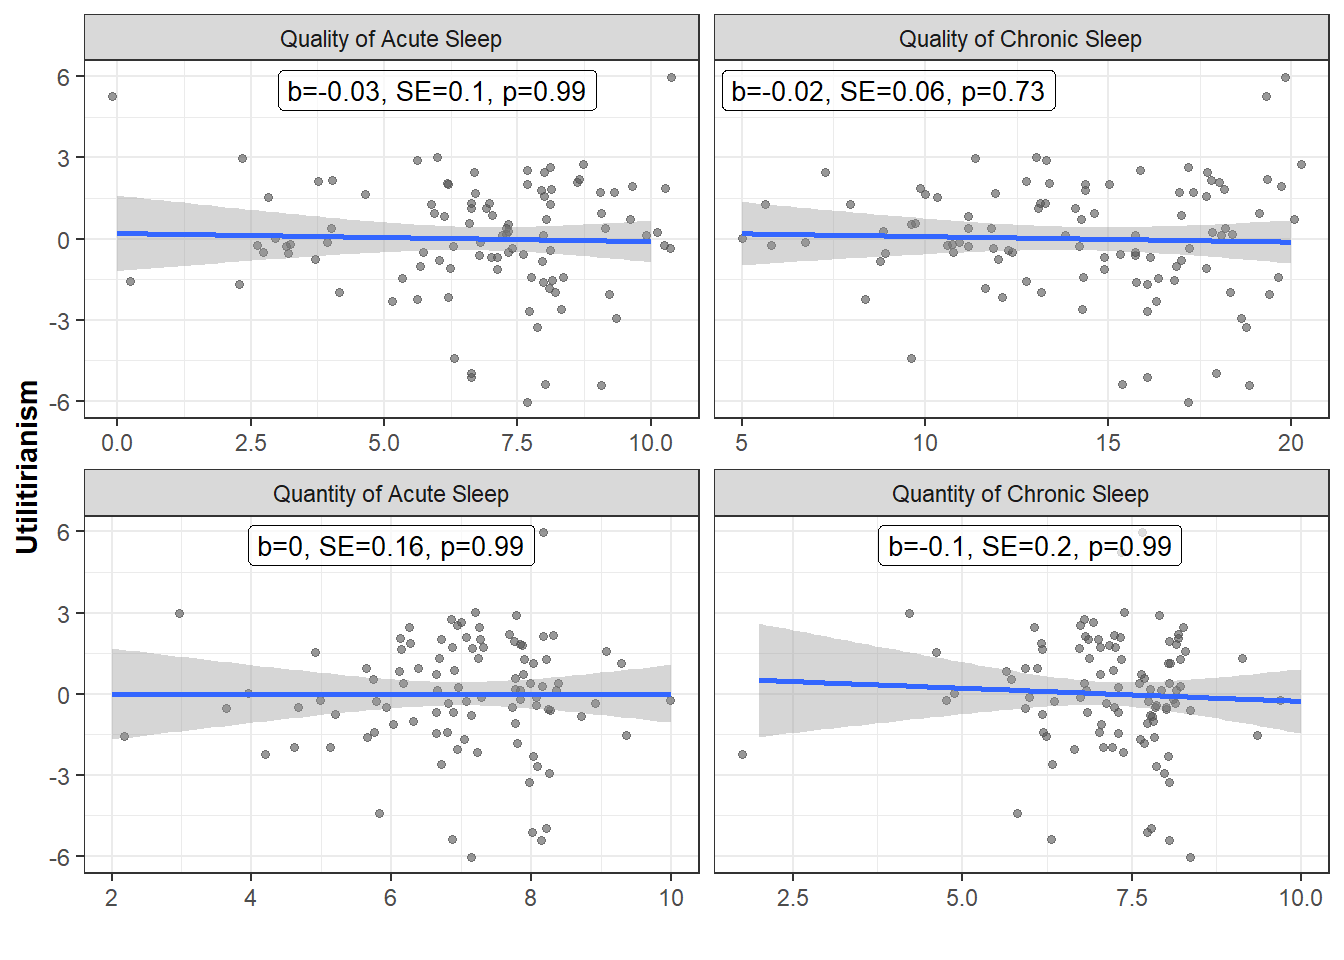 Quality of Acute Sleep
Quality of Chronic Sleep
b=-0.03, SE=0.1, p=0.99
b=-0.02, SE=0.06, p=0.73
6
3
0
-3
-6
0.0 2.5 5.0 7.5 10.0
5 10 15 20
Utilitirianism
Quantity of Acute Sleep
Quantity of Chronic Sleep
b=0, SE=0.16, p=0.99
b=-0.1, SE=0.2, p=0.99
6
3
0
-3
-6
2 4 6 8 10
2.5 5.0 7.5 10.0